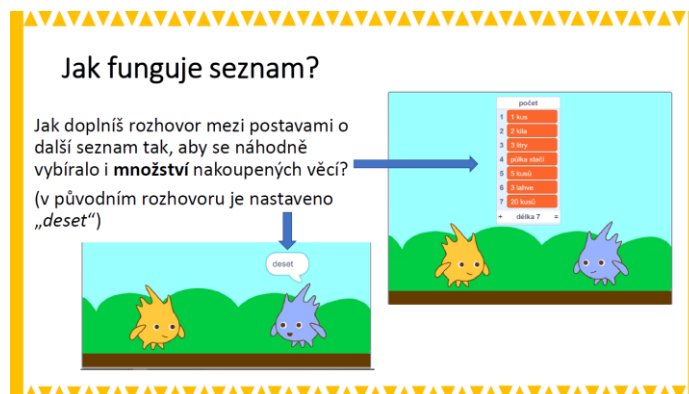 Jak funguje seznam?
Jak doplníš rozhovor mezi postavami o
další seznam tak, aby se náhodně
vybíralo i množství nakoupených věcí?
(v původním rozhovoru je nastaveno
„deset“)
deset
počet
1 1 kus
2 2 kila
3 3 litry
4 půlka stačí
5 5 kusů
6 3 lahve
7 20 kusů
+ délka 7 =